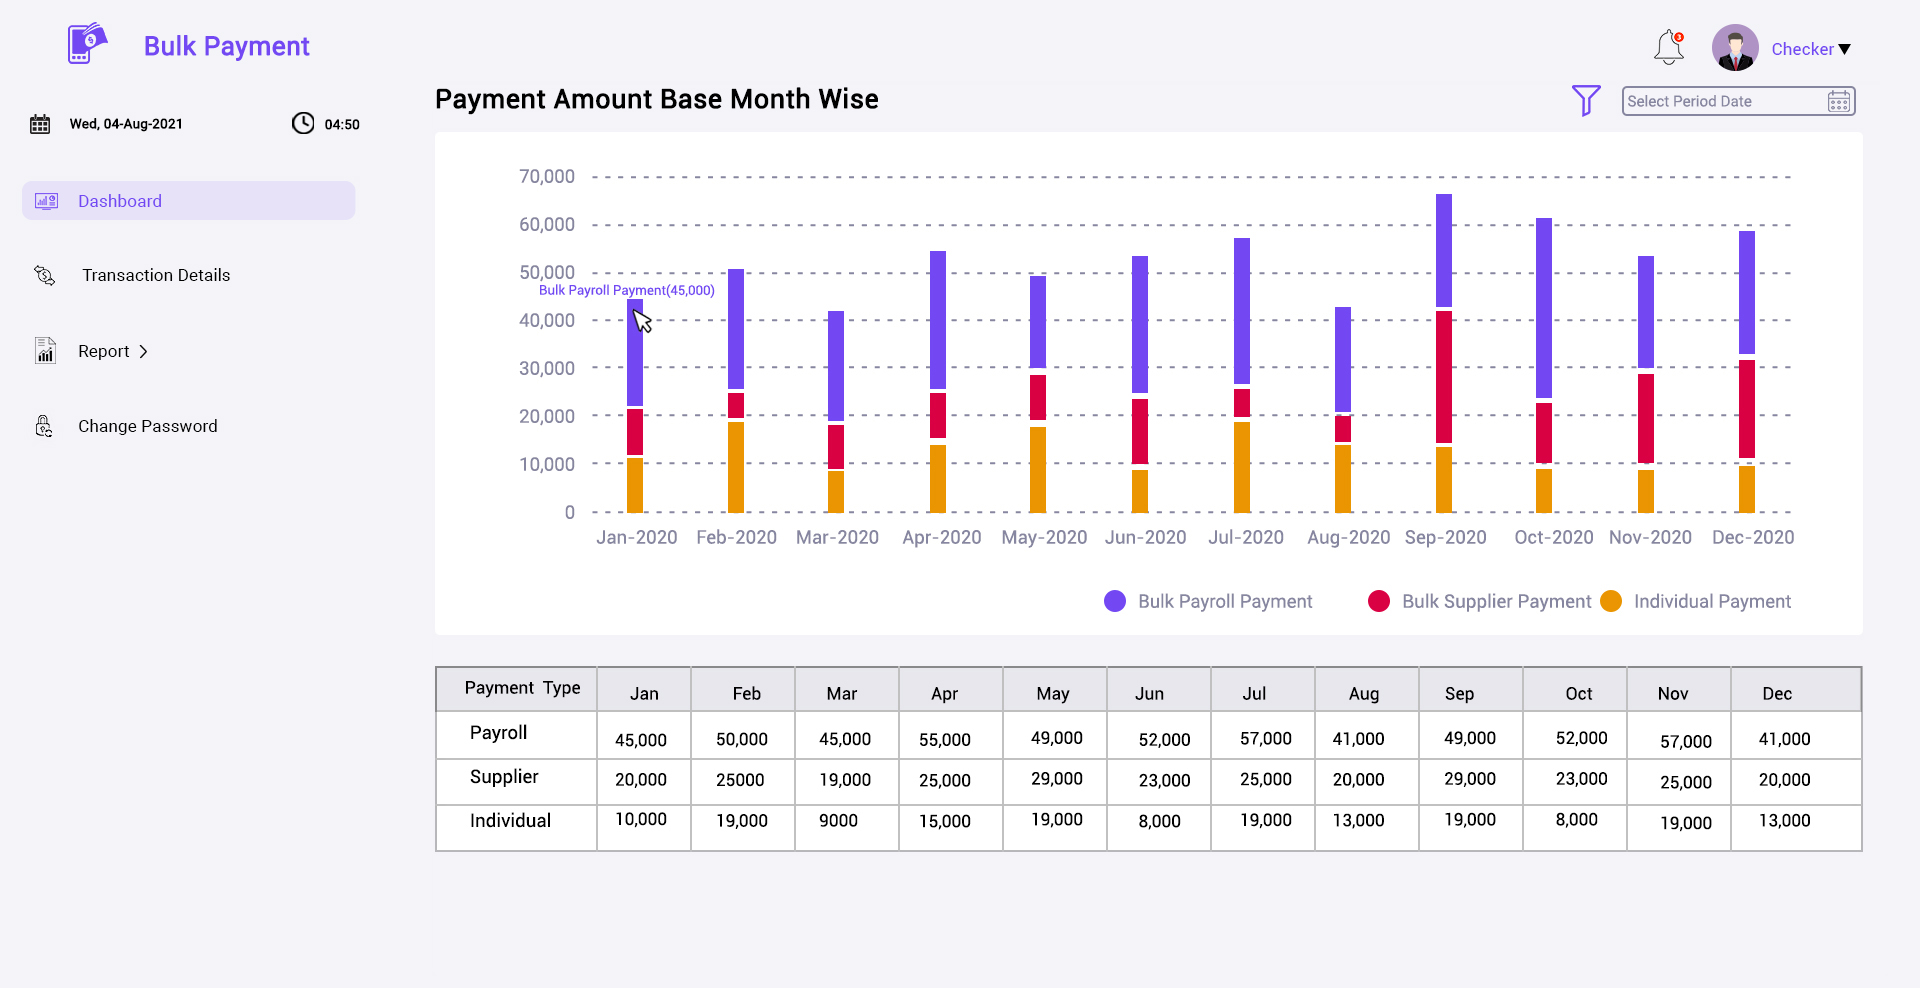 Bulk Payment
3
Checker
Payment Amount Base Month Wise
Select Period Date
Wed, 04-Aug-2021
04:50
Dashboard
Transaction Details
Report
Change Password
70,000
60,000
50,000
Bulk Payroll Payment(45,000)
40,000
30,000
20,000
10,000
0
Jan-2020 Feb-2020 Mar-2020 Apr-2020 May-2020 Jun-2020 Jul-2020 Aug-2020 Sep-2020 Oct-2020 Nov-2020 Dec-2020
Bulk Payroll Payment Bulk Supplier Payment Individual Payment
Payment Type Jan Feb Mar Apr May Jun Jul Aug Sep Oct Nov Dec
Payroll 45,000 50,000 45,000 55,000 49,000 52,000 57,000 41,000 49,000 52,000 57,000 41,000
Supplier 20,000 25000 19,000 25,000 29,000 23,000 25,000 20,000 29,000 23,000 25,000 20,000
Individual 10,000 19,000 9000 15,000 19,000 8,000 19,000 13,000 19,000 8,000 19,000 13,000